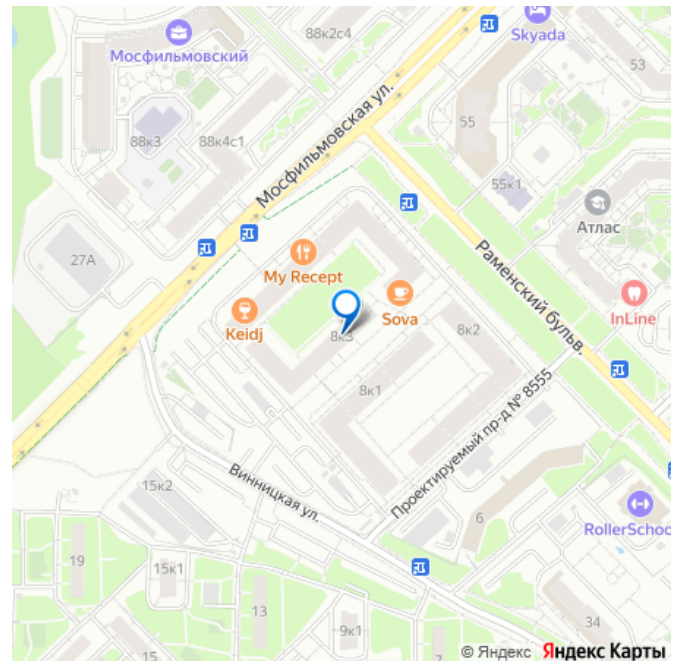 88к2с4
Skyada
Мосфильмовский
53
55
88к3
88к4с1
Мосфильмовская ул.
55к1
Атлас
27А
My Recept
Раменский бульв.
InLine
Keidj
Sova
8к3
8к2
8к1
Проектируемый пр-д № 8555
15к2
Винницкая ул.
6
RollerSchoo
19
15к1
13
34
9к1
15
7
© Яндекс Яндекс Карты